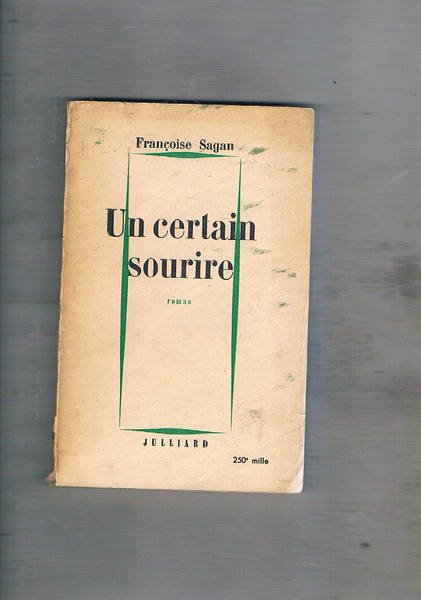 Françoise Sagan
Un certain
sourire
roman
JULLIARD
250e mille